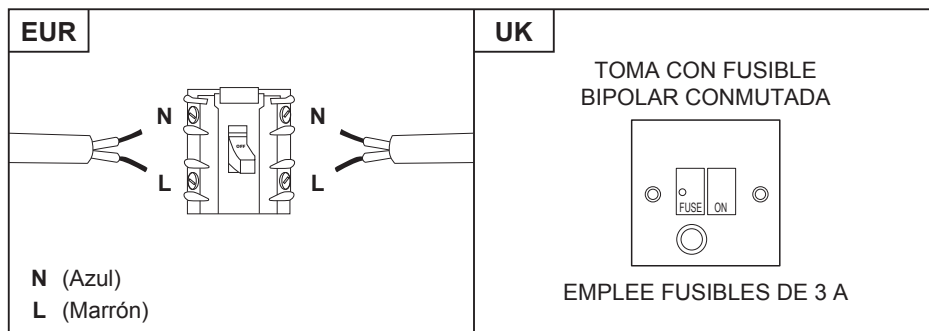 EUR
N
N
OFF
L
L
N (Azul)
L (Marrón)
UK
TOMA CON FUSIBLE
BIPOLAR CONMUTADA
FUSE ON
EMPLEE FUSIBLES DE 3 A